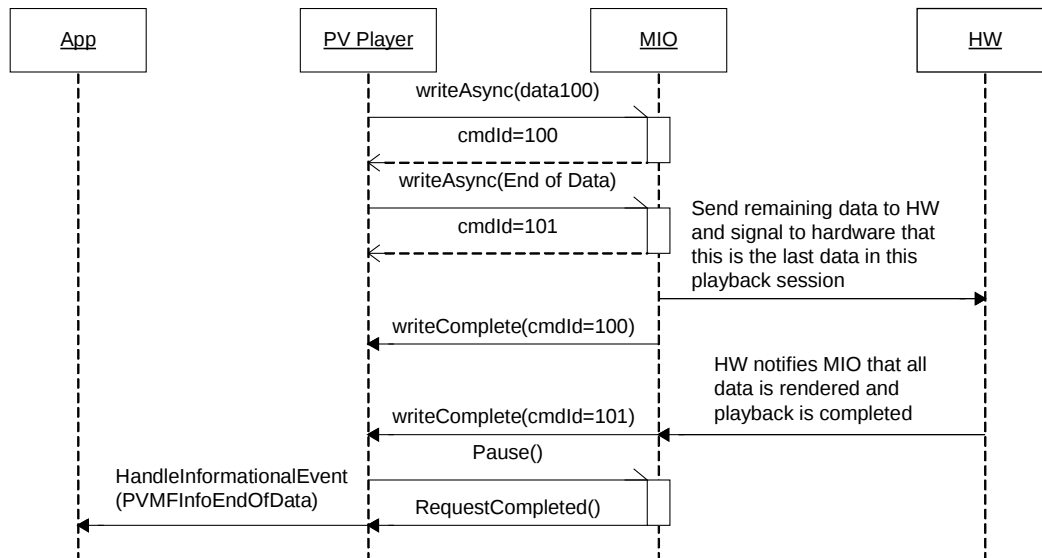 App
PV Player
MIO
HW
writeAsync(data100)
cmdId=100
writeAsync(End of Data)
cmdId=101
Send remaining data to HW
and signal to hardware that
this is the last data in this
playback session
writeComplete(cmdId=100)
HW notifies MIO that all
data is rendered and
playback is completed
writeComplete(cmdId=101)
Pause()
HandleInformationalEvent
(PVMFInfoEndOfData)
RequestCompleted()